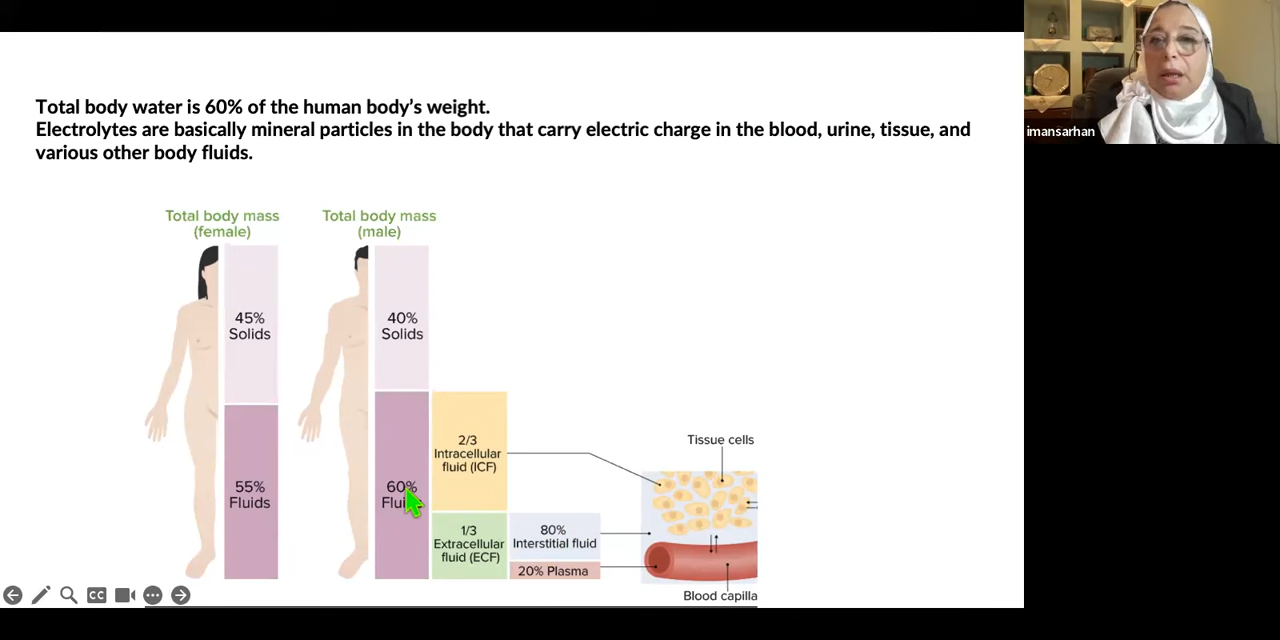 Total body water is 60% of the human body's weight.
Electrolytes are basically mineral particles in the body that carry electric charge in the blood, urine, tissue, and
various other body fluids.
imansarhan
Total body mass
(female)
Total body mass
(male)
45%
Solids
40%
Solids
55%
Fluids
60%
2/3
Intracellular
fluid (ICF)
1/3
Extracellular
fluid (ECF)
80%
Interstitial fluid
20% Plasma
Tissue cells
Blood capilla
CC